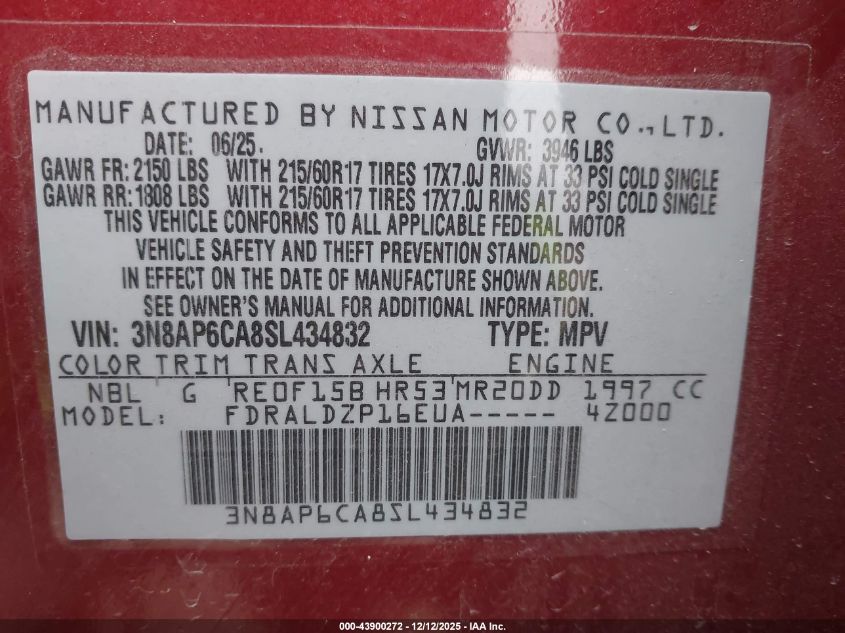 MANUFACTURED BY NISSAN MOTOR CO., LTD.
DATE: 06/25. GVWR: 3946 LBS
GAWR FR: 2150 LBS WITH 215/60R17 TIRES 17X7.0J RIMS AT 33 PSI COLD SINGLE
GAWR RR: 1808 LBS WITH 215/60R17 TIRES 17X7.0J RIMS AT 33 PSI COLD SINGLE
THIS VEHICLE CONFORMS TO ALL APPLICABLE FEDERAL MOTOR
VEHICLE SAFETY AND THEFT PREVENTION STANDARDS
IN EFFECT ON THE DATE OF MANUFACTURE SHOWN ABOVE.
SEE OWNER'S MANUAL FOR ADDITIONAL INFORMATION.
VIN: 3N8AP6CA8SL434832 TYPE: MPV
COLOR TRIM TRANS AXLE ENGINE
NBL G RE0F15B HR53 MR20DD 1997 CC
MODEL: FDRALDZP16EUA----- 4Z000
3N8AP6CA8SL434832
000-43900272 - 12/12/2025 - IAA Inc.